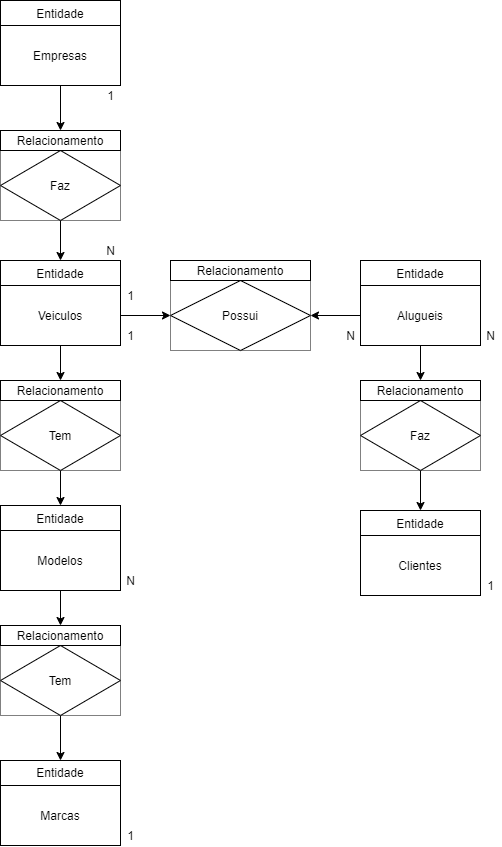 Entidade
Empresas
1
Relacionamento
Faz
N
Entidade
Veiculos
1
1
Relacionamento
Possui
Entidade
Alugueis
N
N
Relacionamento
Tem
Relacionamento
Faz
Entidade
Modelos
N
Entidade
Clientes
1
Relacionamento
Tem
Entidade
Marcas
1